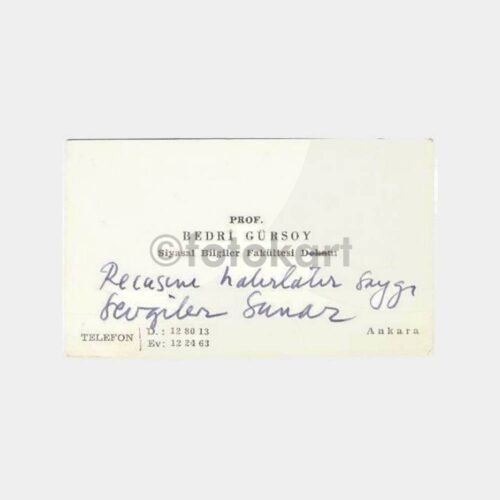 PROF.
BEDRİ GÜRSOY
©fotokart
Siyasal Bilgiler Fakültesi
Recasını hatırlatır saygı
sevgiler sunar
TELEFON
D. : 12 80 13
Ev: 12 24 63
Ankara